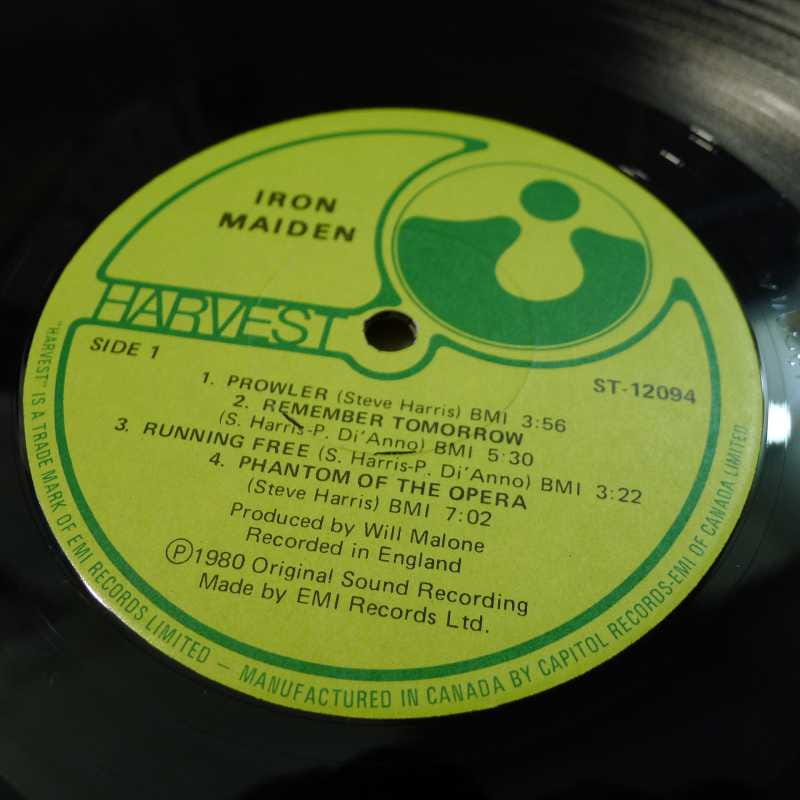 IRON
MAIDEN
HARVEST
SIDE 1
ST-12094
1. PROWLER (Steve Harris) BMI 3:56
2. REMEMBER TOMORROW
(S. Harris-P. Di'Anno) BMI 5:30
3. RUNNING FREE (S. Harris-P. Di'Anno) BMI 3:22
4. PHANTOM OF THE OPERA
(Steve Harris) BMI 7:02
Produced by Will Malone
Recorded in England
Ⓟ1980 Original Sound Recording
Made by EMI Records Ltd.
"HARVEST" IS A TRADE MARK OF EMI RECORDS LIMITED – MANUFACTURED IN CANADA BY CAPITOL RECORDS-EMI OF CANADA LIMITED